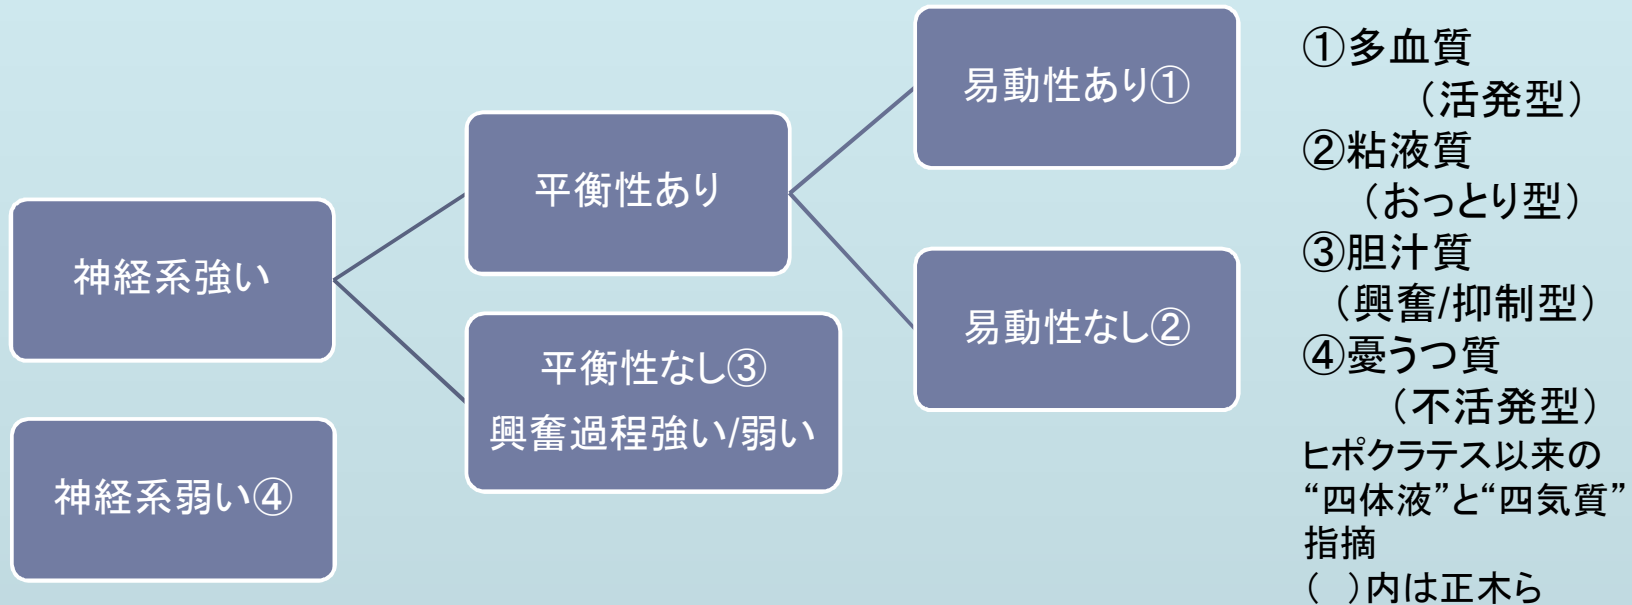 神経系強い
神経系弱い④
平衡性あり
平衡性なし③
興奮過程強い/弱い
易動性あり①
易動性なし②
①多血質
（活発型）
②粘液質
（おっとり型）
③胆汁質
（興奮/抑制型）
④憂うつ質
（不活発型）
ヒポクラテス以来の
“四体液”と“四気質”
指摘
（　）内は正木ら